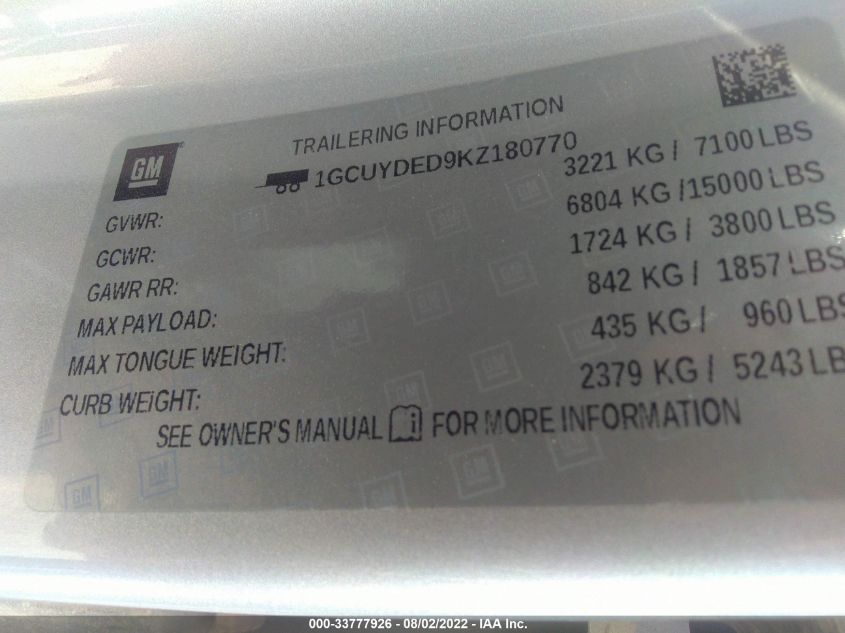 TRAILERING INFORMATION
GM 1GCUYDED9KZ180770
GVWR: 3221 KG / 7100 LBS
GCWR: 6804 KG /15000 LBS
GAWR RR: 1724 KG / 3800 LBS
MAX PAYLOAD: 842 KG / 1857 LBS
MAX TONGUE WEIGHT: 435 KG / 960 LBS
CURB WEIGHT: 2379 KG / 5243 LB
SEE OWNER'S MANUAL FOR MORE INFORMATION
000-33777926 - 08/02/2022 - IAA Inc.